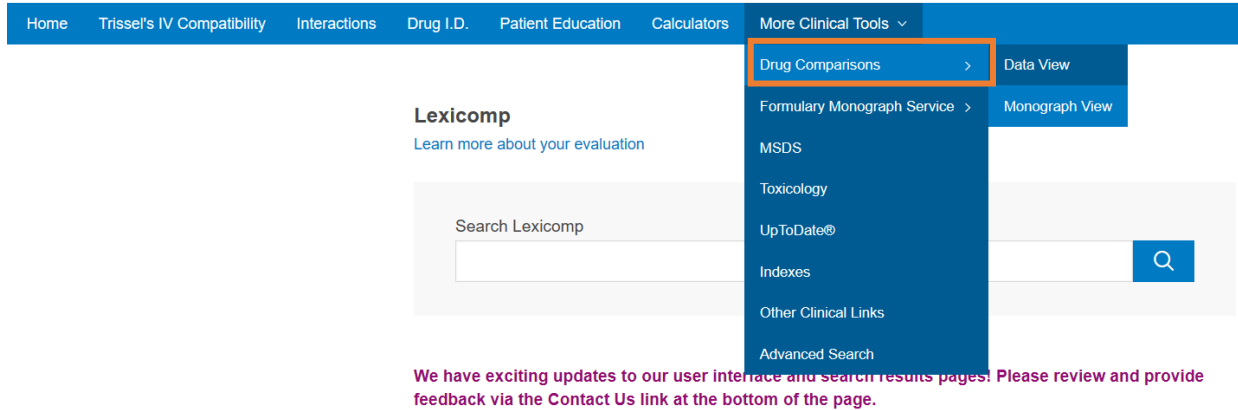 Home Trissel's IV Compatibility Interactions Drug I.D. Patient Education Calculators More Clinical Tools
Drug Comparisons
Data View
Formulary Monograph Service
Monograph View
MSDS
Toxicology
UpToDate®
Indexes
Other Clinical Links
Advanced Search
Lexicomp
Learn more about your evaluation
Search Lexicomp
We have exciting updates to our user interface and search results pages! Please review and provide
feedback via the Contact Us link at the bottom of the page.